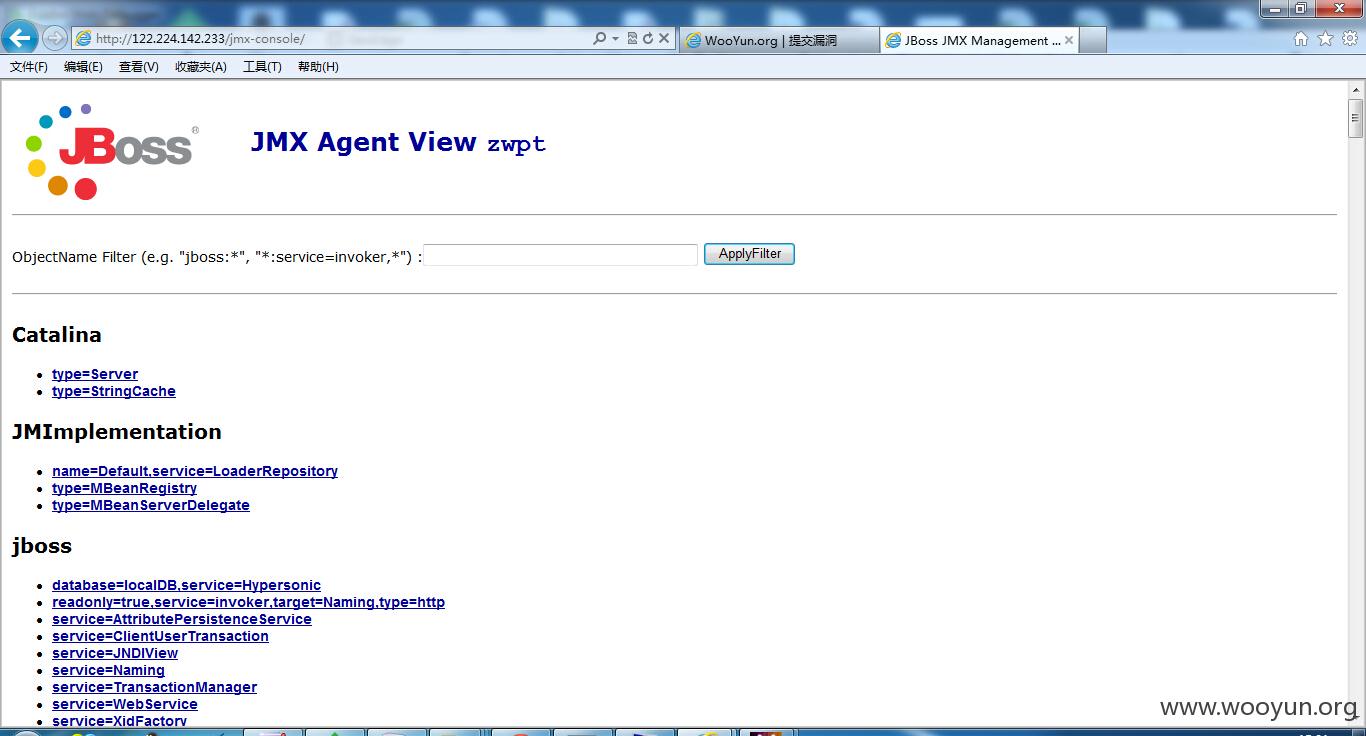 http://122.224.142.233/jmx-console/
WooYun.org | 提交漏洞
JBoss JMX Management ...
文件(F) 编辑(E) 查看(V) 收藏夹(A) 工具(T) 帮助(H)
JBoss®
JMX Agent View zwpt
ObjectName Filter (e.g. "jboss:*", "*:service=invoker,*") :
ApplyFilter
Catalina
type=Server
type=StringCache
JMImplementation
name=Default,service=LoaderRepository
type=MBeanRegistry
type=MBeanServerDelegate
jboss
database=localDB,service=Hypersonic
readonly=true,service=invoker,target=Naming,type=http
service=AttributePersistenceService
service=ClientUserTransaction
service=JNDIView
service=Naming
service=TransactionManager
service=WebService
service=XidFactory
www.wooyun.org